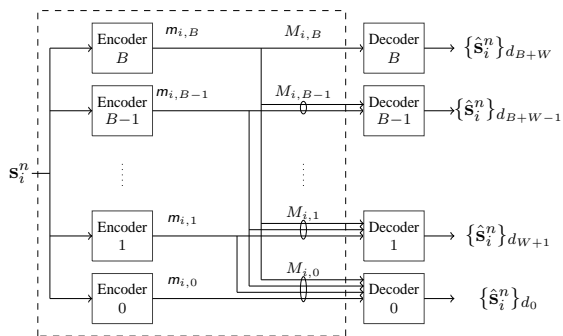 Encoder B m_{i,B} M_{i,B} Decoder B {ŝ_i^n}_{d_{B+W}}
Encoder B−1 m_{i,B−1} M_{i,B−1} Decoder B−1 {ŝ_i^n}_{d_{B+W−1}}
s_i^n
Encoder 1 m_{i,1} M_{i,1} Decoder 1 {ŝ_i^n}_{d_{W+1}}
Encoder 0 m_{i,0} M_{i,0} Decoder 0 {ŝ_i^n}_{d_0}